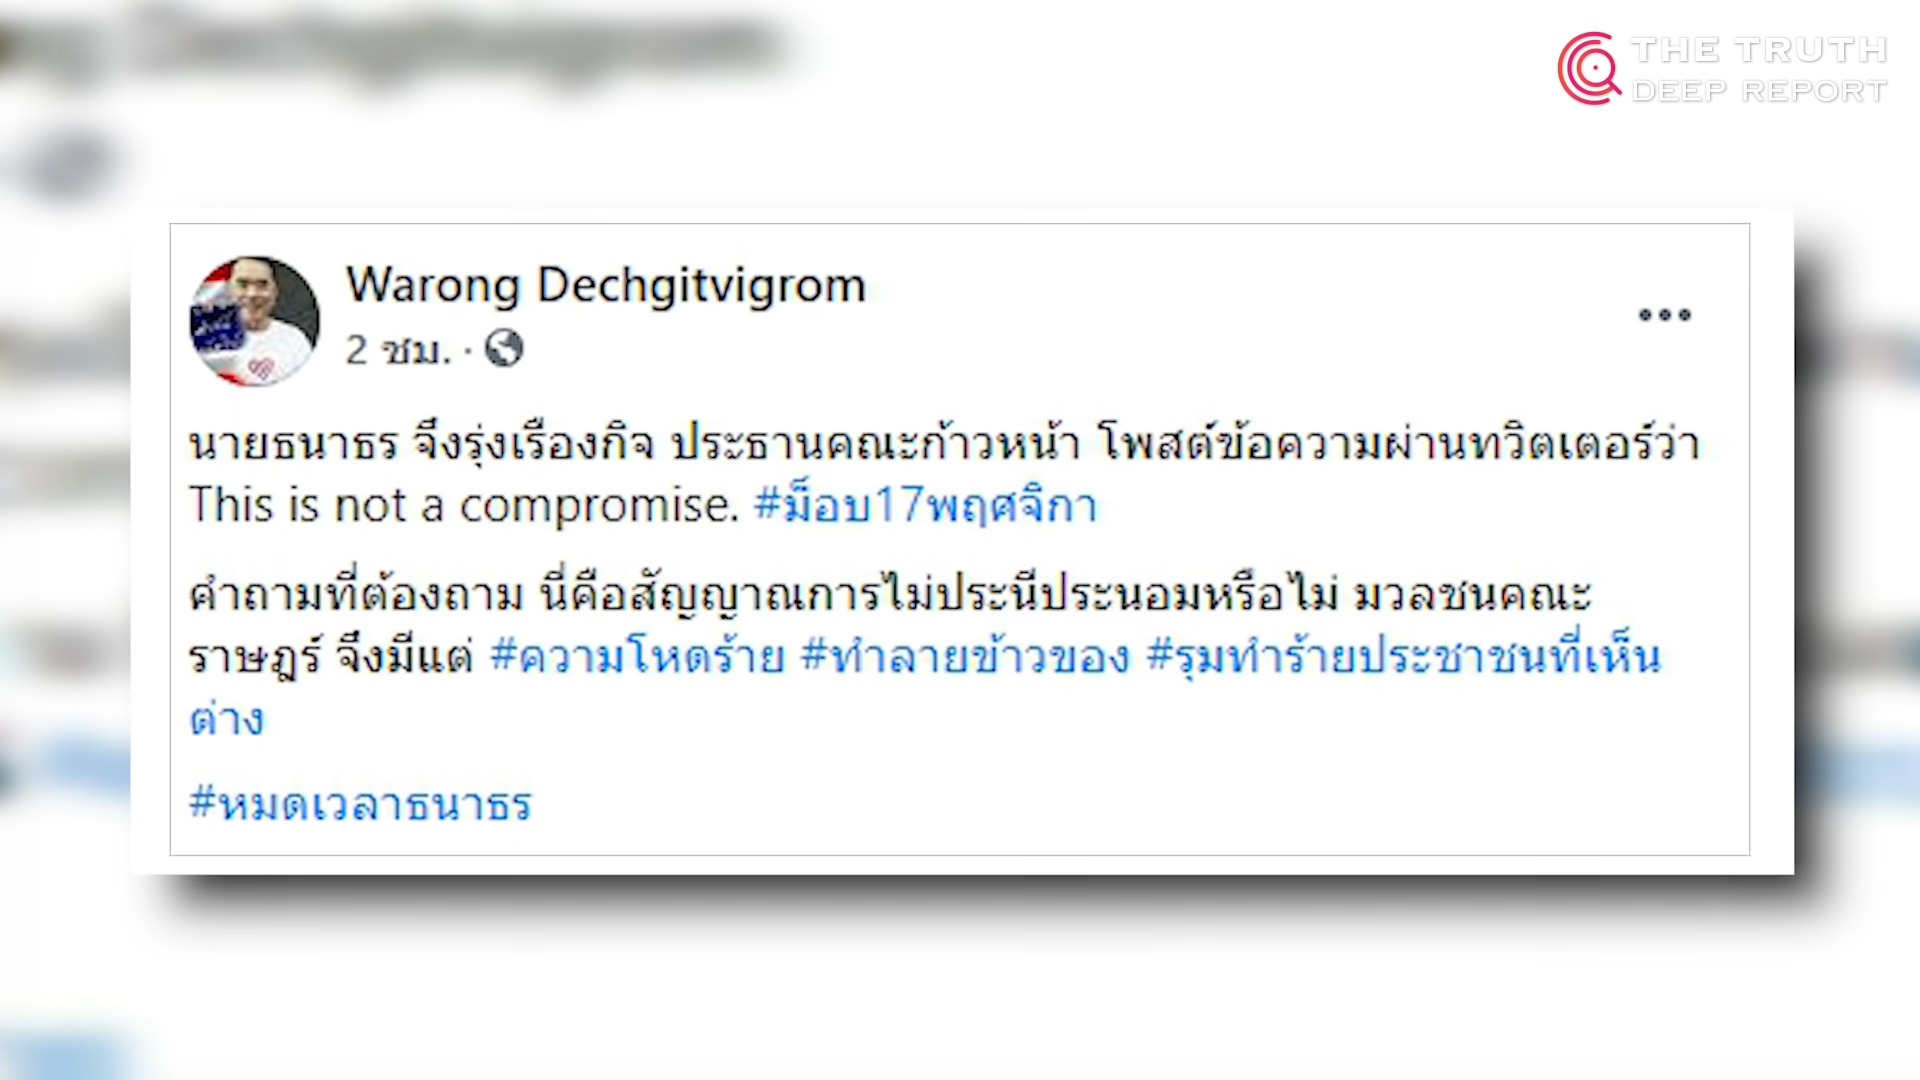 THE TRUTH
DEEP REPORT
Warong Dechgitvigrom
2 ชม. ·
นายธนาธร จึงรุ่งเรืองกิจ ประธานคณะก้าวหน้า โพสต์ข้อความผ่านทวิตเตอร์ว่า
This is not a compromise. #ม็อบ17พฤศจิกา
คำถามที่ต้องถาม นี่คือสัญญาณการไม่ประนีประนอมหรือไม่ มวลชนคณะ
ราษฎร์ จึงมีแต่ #ความโหดร้าย #ทำลายข้าวของ #รุมทำร้ายประชาชนที่เห็น
ต่าง
#หมดเวลาธนาธร